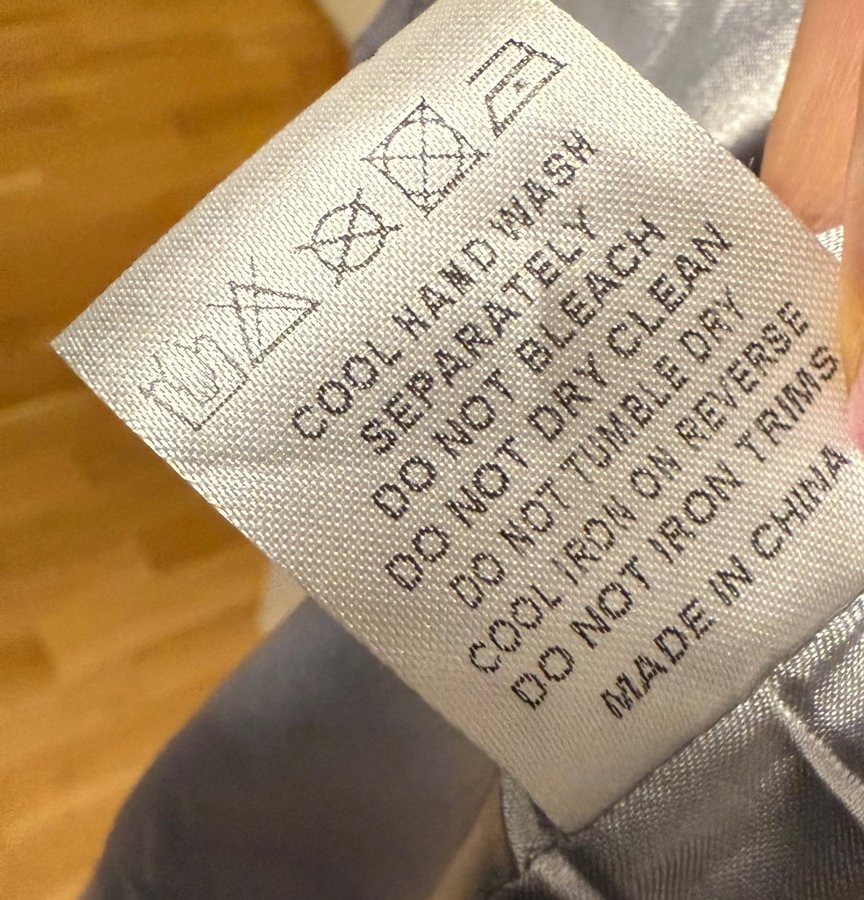 COOL HAND WASH
SEPARATELY
DO NOT BLEACH
DO NOT DRY CLEAN
DO NOT TUMBLE DRY
COOL IRON ON REVERSE
DO NOT IRON TRIMS
MADE IN CHINA